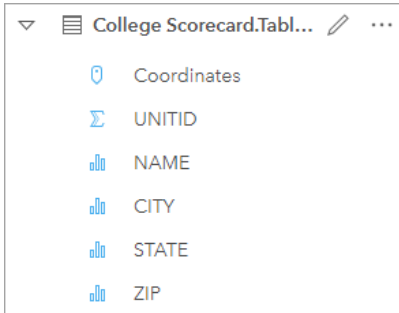 College Scorecard.Tabl...
Coordinates
UNITID
NAME
CITY
STATE
ZIP